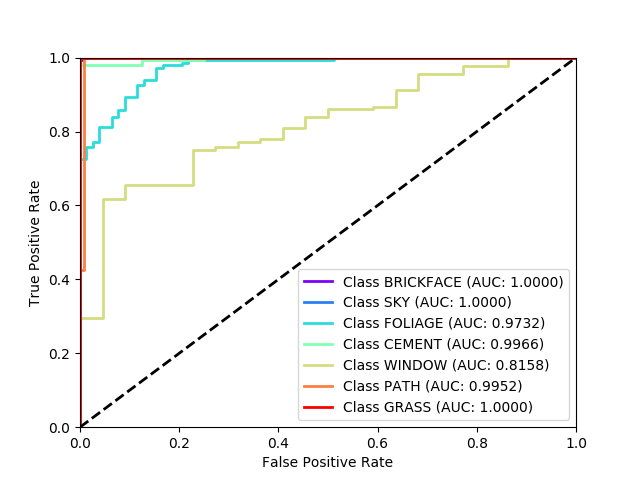 1.0
0.8
0.6
0.4
0.2
0.0
True Positive Rate
Class BRICKFACE (AUC: 1.0000)
Class SKY (AUC: 1.0000)
Class FOLIAGE (AUC: 0.9732)
Class CEMENT (AUC: 0.9966)
Class WINDOW (AUC: 0.8158)
Class PATH (AUC: 0.9952)
Class GRASS (AUC: 1.0000)
0.0 0.2 0.4 0.6 0.8 1.0
False Positive Rate